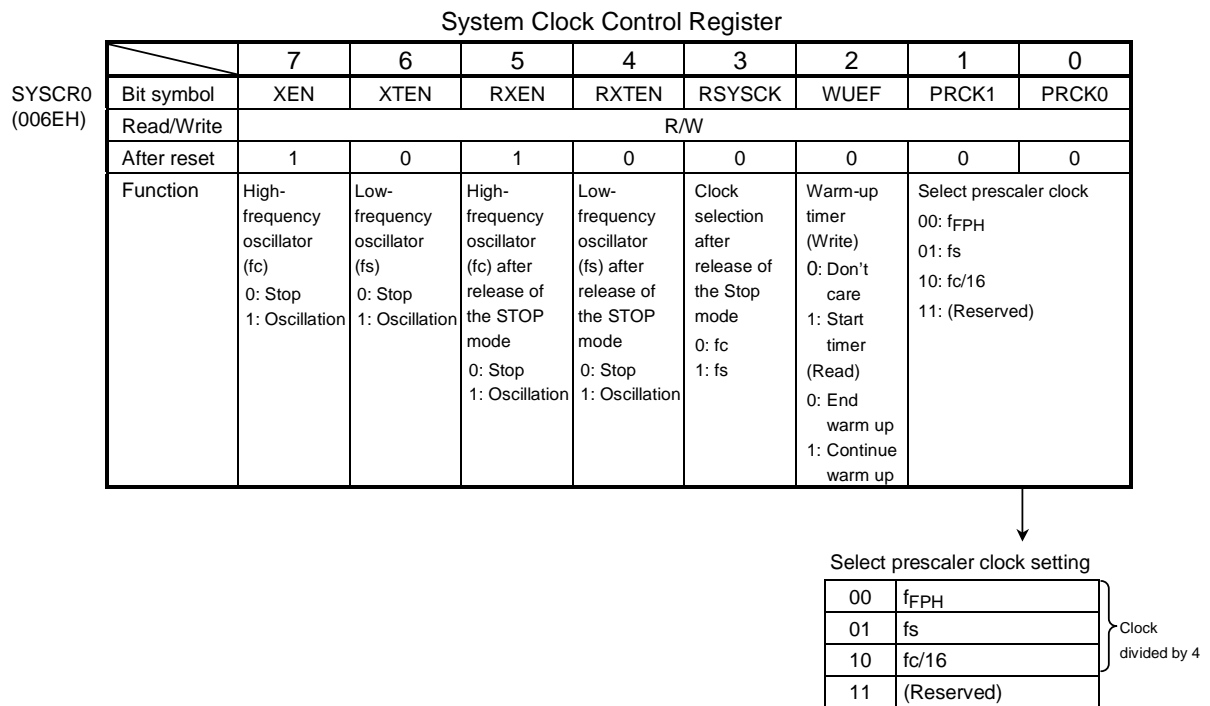 System Clock Control Register
7 6 5 4 3 2 1 0
SYSCR0
(006EH)
Bit symbol XEN XTEN RXEN RXTEN RSYSCK WUEF PRCK1 PRCK0
Read/Write R/W
After reset 1 0 1 0 0 0 0 0
Function
High-
frequency
oscillator
(fc)
0: Stop
1: Oscillation
Low-
frequency
oscillator
(fs)
0: Stop
1: Oscillation
High-
frequency
oscillator
(fc) after
release of
the STOP
mode
0: Stop
1: Oscillation
Low-
frequency
oscillator
(fs) after
release of
the STOP
mode
0: Stop
1: Oscillation
Clock
selection
after
release of
the Stop
mode
0: fc
1: fs
Warm-up
timer
(Write)
0: Don't
care
1: Start
timer
(Read)
0: End
warm up
1: Continue
warm up
Select prescaler clock
00: fFPH
01: fs
10: fc/16
11: (Reserved)
Select prescaler clock setting
00 fFPH
01 fs
10 fc/16
11 (Reserved)
Clock
divided by 4